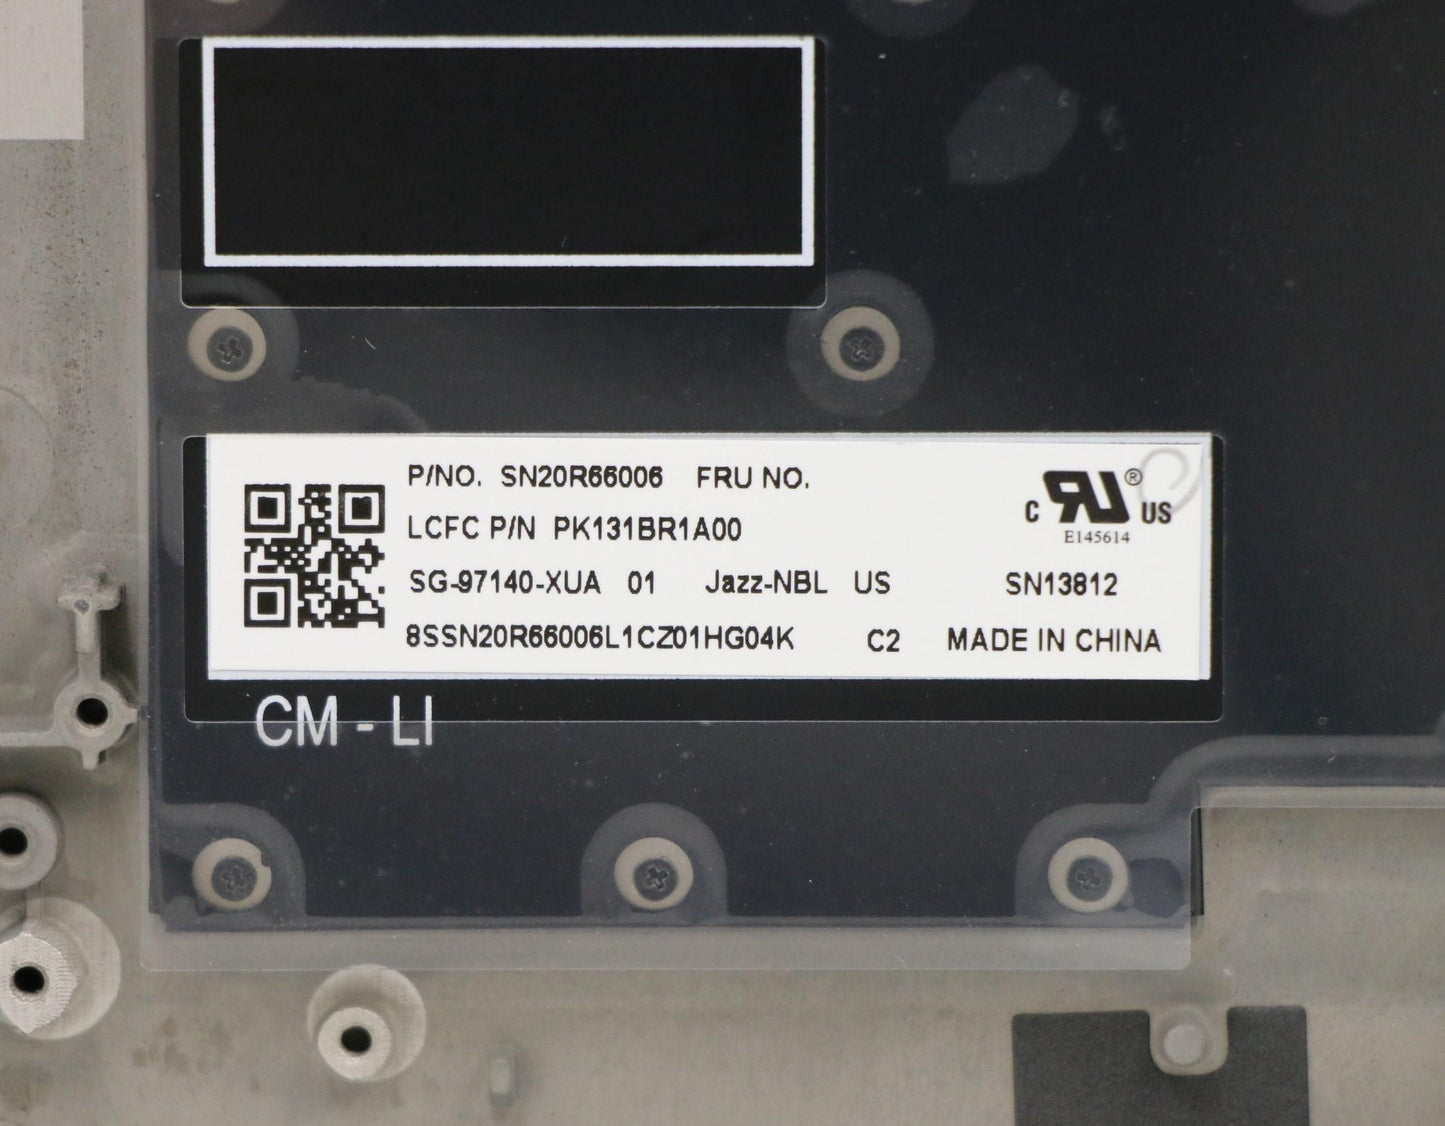 P/NO. SN20R66006 FRU NO.
LCFC P/N PK131BR1A00
SG-97140-XUA 01 Jazz-NBL US
8SSN20R66006L1CZ01HG04K C2 MADE IN CHINA
C RU ® US
E145614
SN13812
CM - LI